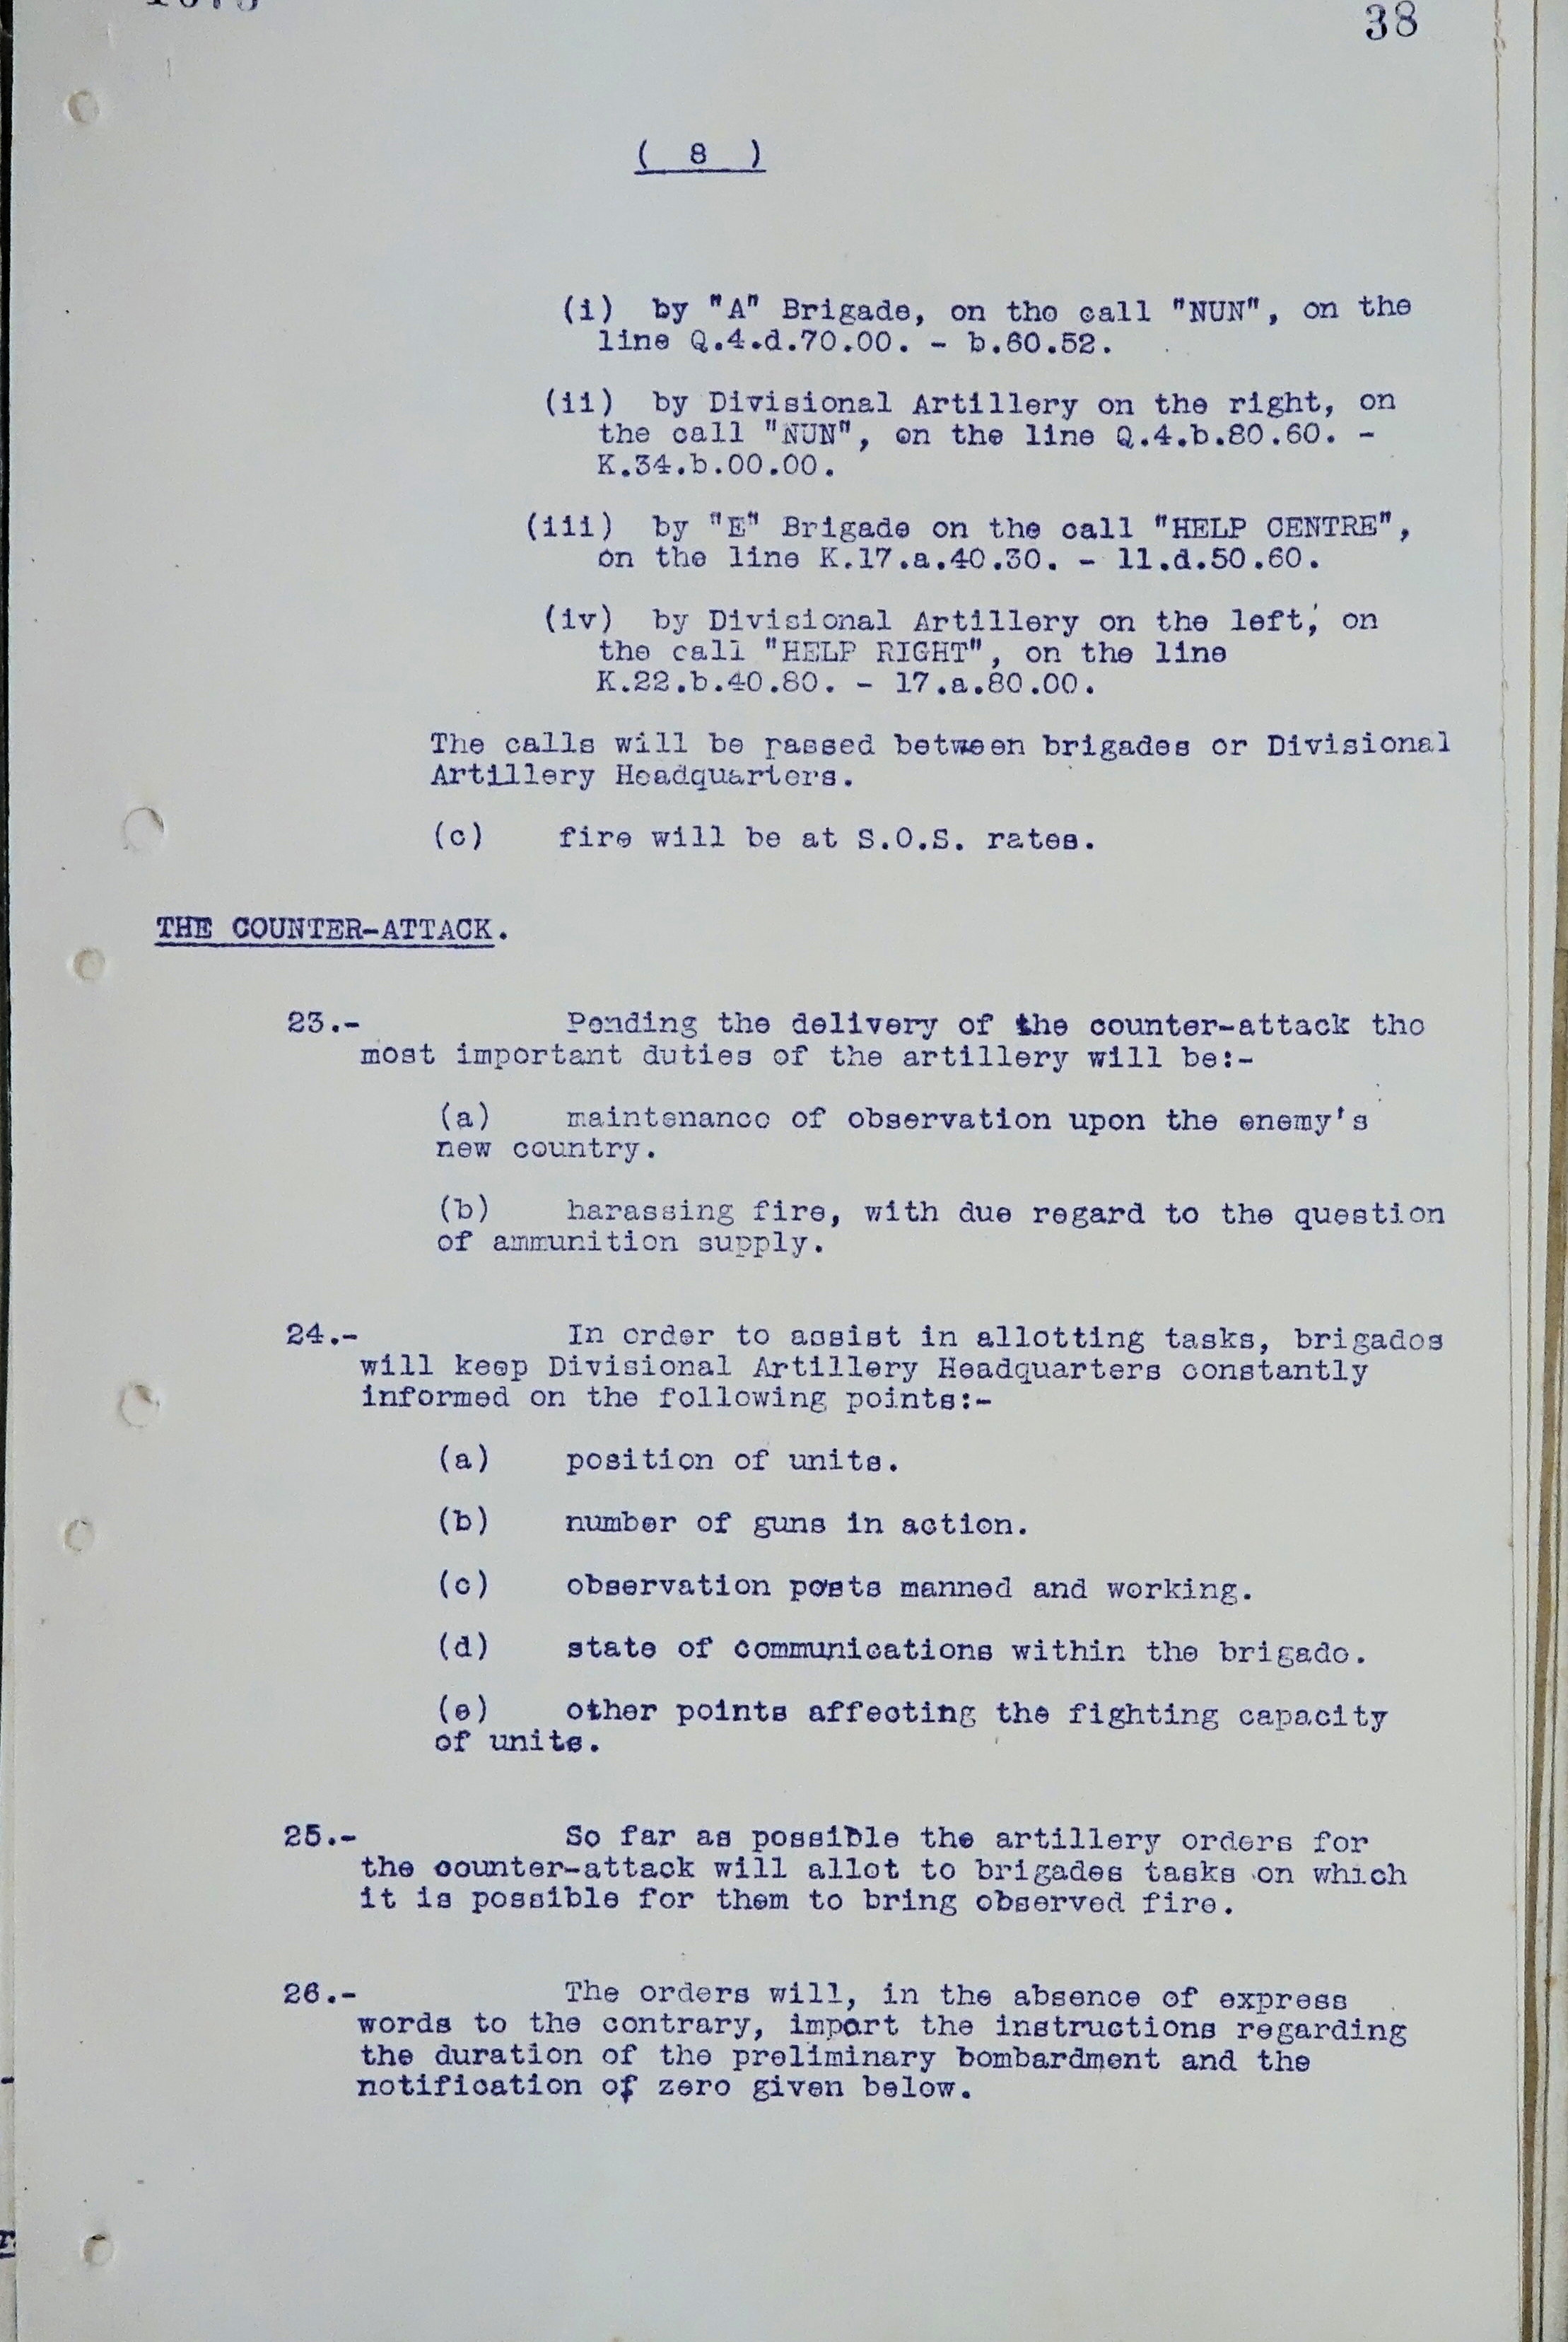 38
( 8 )
(i) by "A" Brigade, on the call "NUN", on the
line Q.4.d.70.00. - b.60.52.
(ii) by Divisional Artillery on the right, on
the call "NUN", on the line Q.4.b.80.60. -
K.34.b.00.00.
(iii) by "E" Brigade on the call "HELP CENTRE",
on the line K.17.a.40.30. - 11.d.50.60.
(iv) by Divisional Artillery on the left, on
the call "HELP RIGHT", on the line
K.22.b.40.80. - 17.a.80.00.
The calls will be passed between brigades or Divisional
Artillery Headquarters.
(c) fire will be at S.O.S. rates.
THE COUNTER-ATTACK.
23.- Pending the delivery of the counter-attack the
most important duties of the artillery will be:-
(a) maintenance of observation upon the enemy's
new country.
(b) harassing fire, with due regard to the question
of ammunition supply.
24.- In order to assist in allotting tasks, brigades
will keep Divisional Artillery Headquarters constantly
informed on the following points:-
(a) position of units.
(b) number of guns in action.
(c) observation posts manned and working.
(d) state of communications within the brigade.
(e) other points affecting the fighting capacity
of units.
25.- So far as possible the artillery orders for
the counter-attack will allot to brigades tasks on which
it is possible for them to bring observed fire.
26.- The orders will, in the absence of express
words to the contrary, import the instructions regarding
the duration of the preliminary bombardment and the
notification of zero given below.